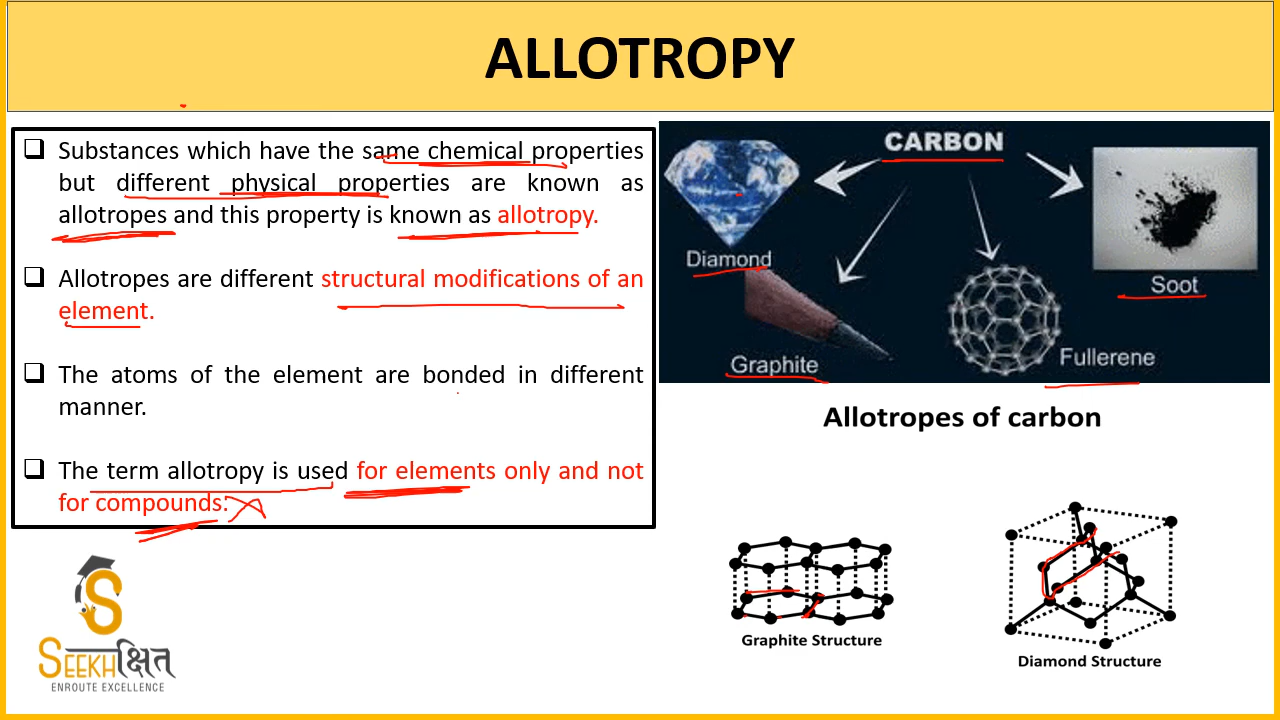 ALLOTROPY
Substances which have the same chemical properties
but different physical properties are known as
allotropes and this property is known as allotropy.
Allotropes are different structural modifications of an
element.
The atoms of the element are bonded in different
manner.
The term allotropy is used for elements only and not
for compounds.
CARBON
Diamond
Graphite
Fullerene
Soot
Allotropes of carbon
Graphite Structure
Diamond Structure
SEEKHक्षित
ENROUTE EXCELLENCE